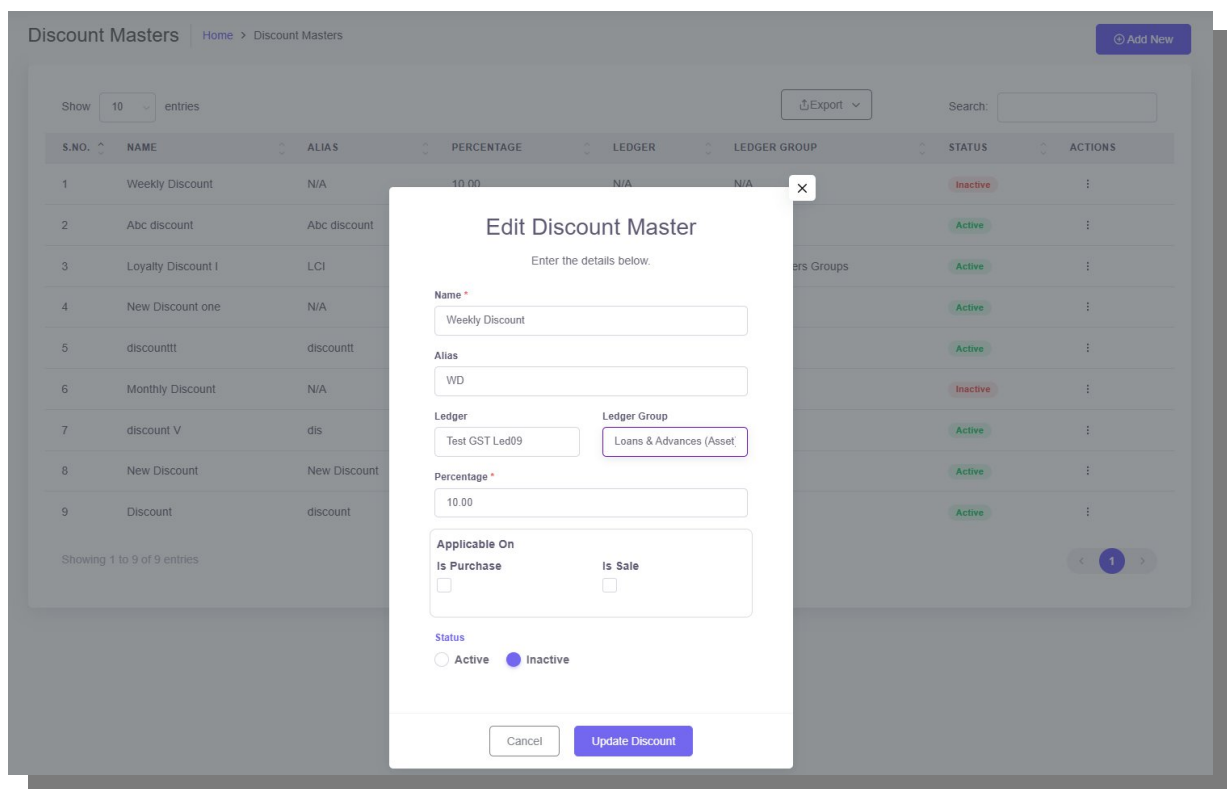 Discount Masters Home > Discount Masters
Add New
Show 10 entries Export Search:
S.NO. NAME ALIAS PERCENTAGE LEDGER LEDGER GROUP STATUS ACTIONS
1 Weekly Discount N/A 10.00 N/A N/A Inactive
2 Abc discount Abc discount Active
3 Loyalty Discount I LCI ers Groups Active
4 New Discount one N/A Active
5 discounttt discountt Active
6 Monthly Discount N/A Inactive
7 discount V dis Active
8 New Discount New Discount Active
9 Discount discount Active
Showing 1 to 9 of 9 entries < 1 >
Edit Discount Master
Enter the details below.
Name *
Weekly Discount
Alias
WD
Ledger Ledger Group
Test GST Led09 Loans & Advances (Asset)
Percentage *
10.00
Applicable On
Is Purchase Is Sale
Status
Active Inactive
Cancel Update Discount